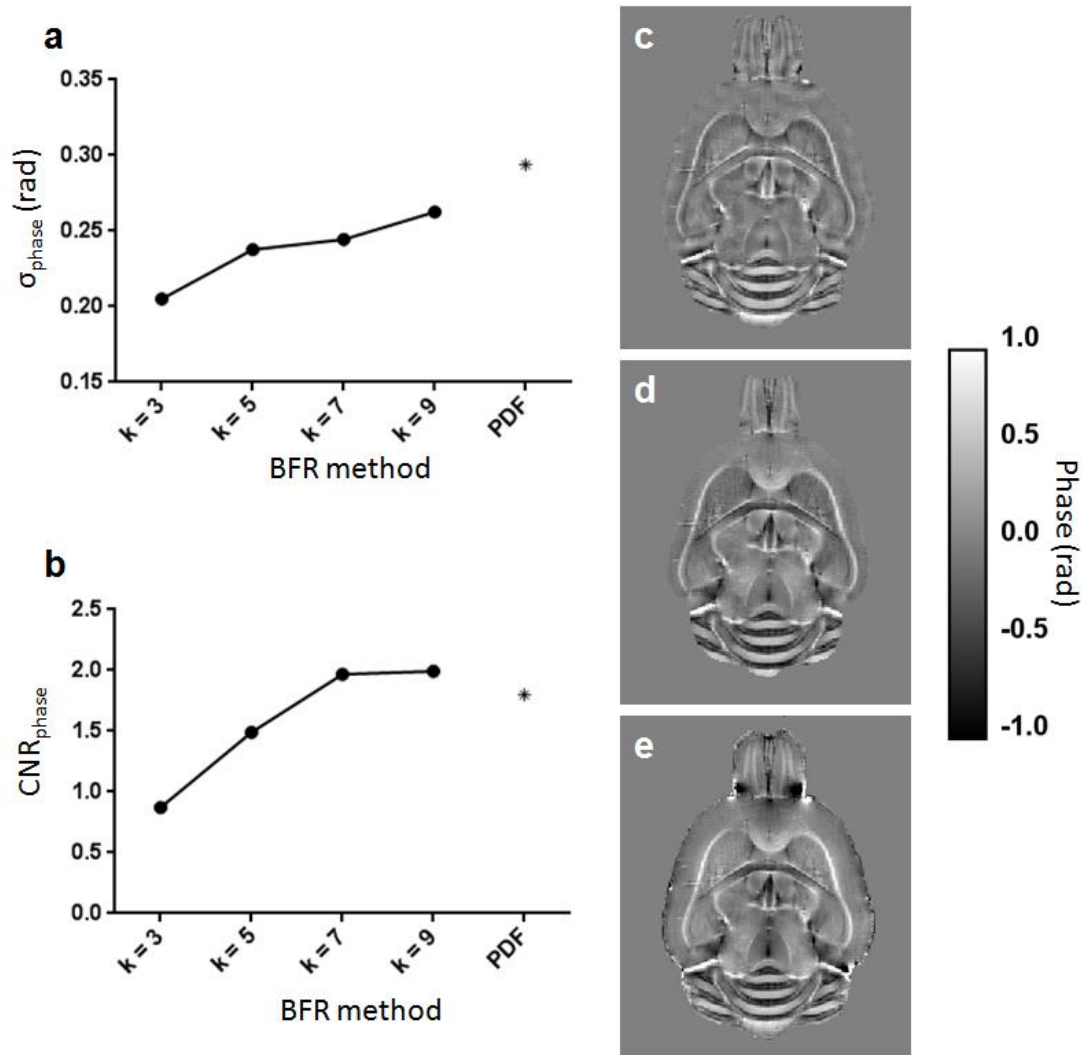 a
0.35
0.30
0.25
0.20
0.15
σphase (rad)
k = 3
k = 5
k = 7
k = 9
PDF
BFR method
b
2.5
2.0
1.5
1.0
0.5
0.0
CNRphase
k = 3
k = 5
k = 7
k = 9
PDF
BFR method
c
d
e
1.0
0.5
0.0
-0.5
-1.0
Phase (rad)